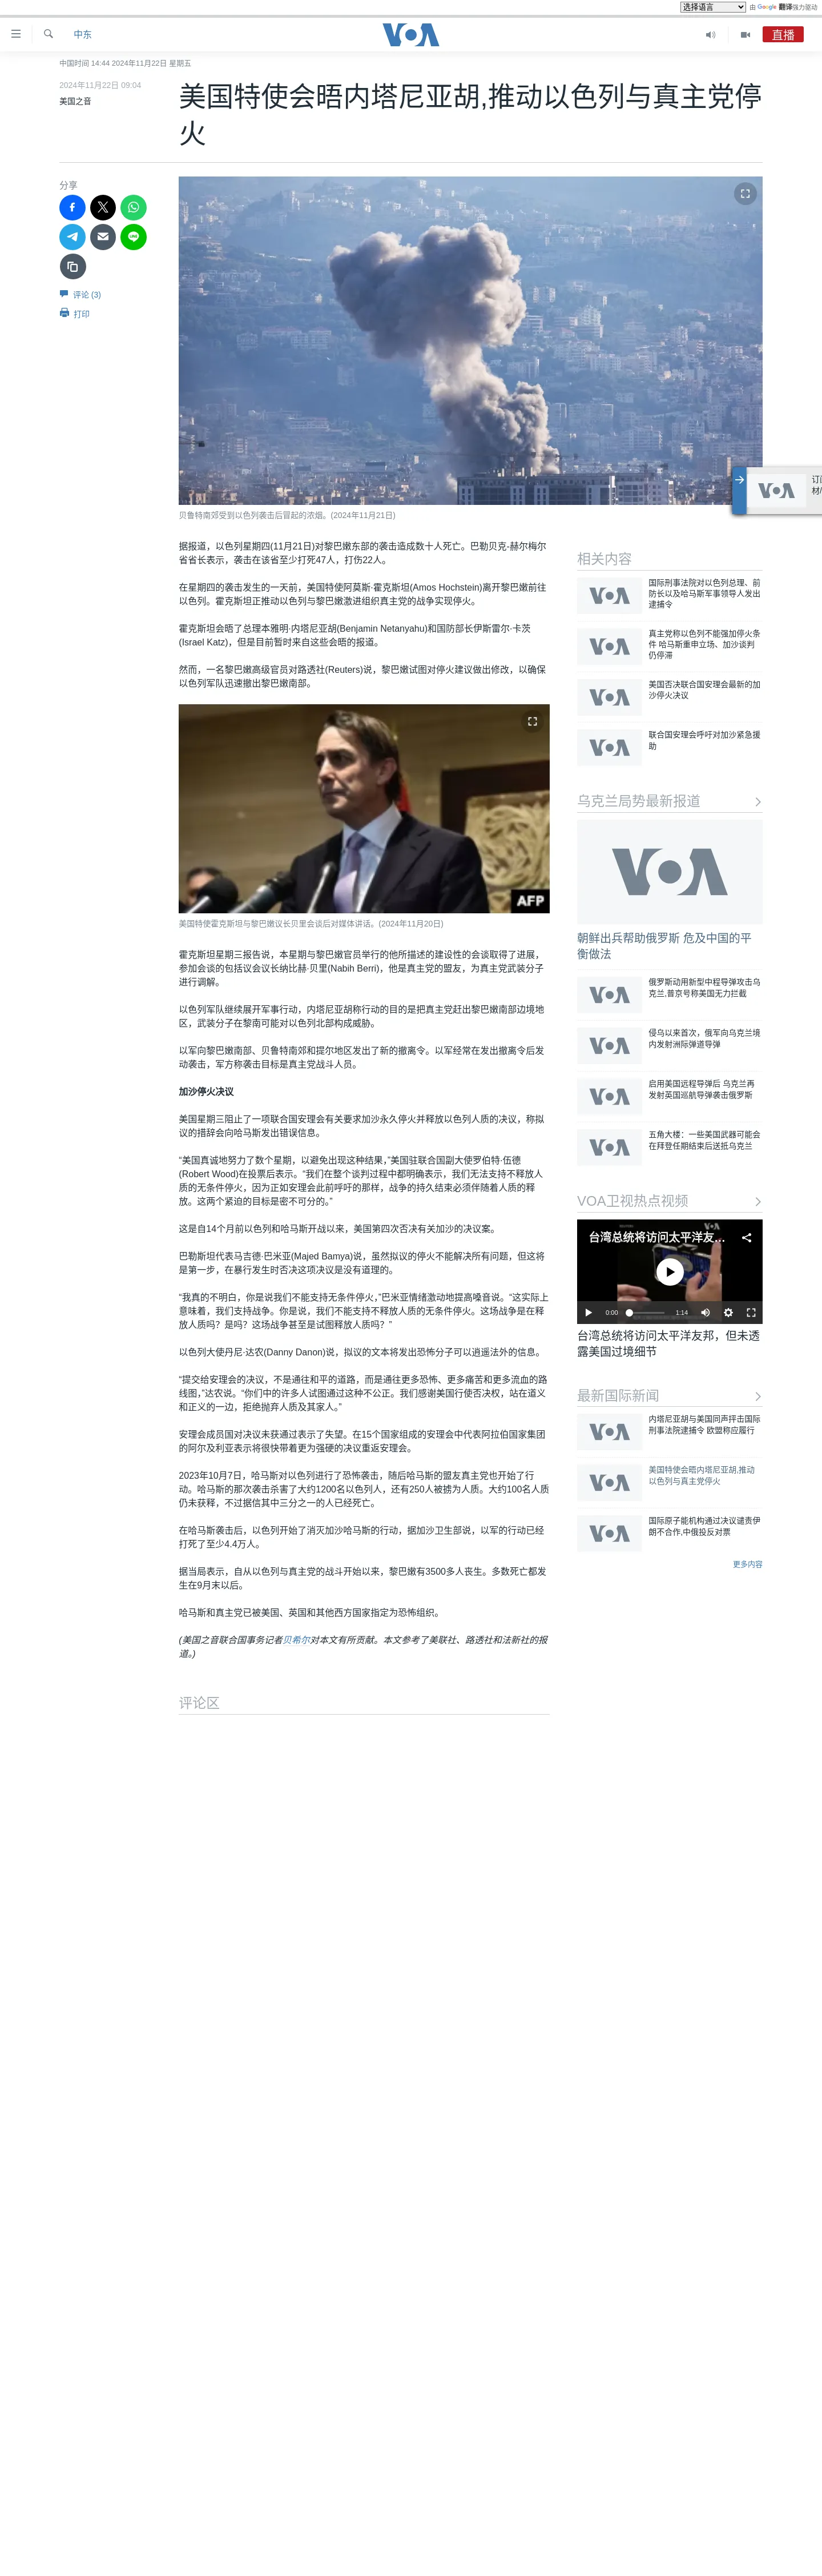 选择语言
由 Google 翻译强力驱动
中东
VOA
直播
中国时间 14:44 2024年11月22日 星期五
2024年11月22日 09:04
美国之音
美国特使会晤内塔尼亚胡,推动以色列与真主党停
火
分享
评论 (3)
打印
贝鲁特南郊受到以色列袭击后冒起的浓烟。(2024年11月21日)
据报道，以色列星期四(11月21日)对黎巴嫩东部的袭击造成数十人死亡。巴勒贝克-赫尔梅尔
省省长表示，袭击在该省至少打死47人，打伤22人。
在星期四的袭击发生的一天前，美国特使阿莫斯·霍克斯坦(Amos Hochstein)离开黎巴嫩前往
以色列。霍克斯坦正推动以色列与黎巴嫩激进组织真主党的战争实现停火。
霍克斯坦会晤了总理本雅明·内塔尼亚胡(Benjamin Netanyahu)和国防部长伊斯雷尔·卡茨
(Israel Katz)，但是目前暂时来自这些会晤的报道。
然而，一名黎巴嫩高级官员对路透社(Reuters)说，黎巴嫩试图对停火建议做出修改，以确保
以色列军队迅速撤出黎巴嫩南部。
AFP
美国特使霍克斯坦与黎巴嫩议长贝里会谈后对媒体讲话。(2024年11月20日)
霍克斯坦星期三报告说，本星期与黎巴嫩官员举行的他所描述的建设性的会谈取得了进展，
参加会谈的包括议会议长纳比赫·贝里(Nabih Berri)，他是真主党的盟友，为真主党武装分子
进行调解。
以色列军队继续展开军事行动，内塔尼亚胡称行动的目的是把真主党赶出黎巴嫩南部边境地
区，武装分子在黎南可能对以色列北部构成威胁。
以军向黎巴嫩南部、贝鲁特南郊和提尔地区发出了新的撤离令。以军经常在发出撤离令后发
动袭击，军方称袭击目标是真主党战斗人员。
加沙停火决议
美国星期三阻止了一项联合国安理会有关要求加沙永久停火并释放以色列人质的决议，称拟
议的措辞会向哈马斯发出错误信息。
“美国真诚地努力了数个星期，以避免出现这种结果，”美国驻联合国副大使罗伯特·伍德
(Robert Wood)在投票后表示。“我们在整个谈判过程中都明确表示，我们无法支持不释放人
质的无条件停火，因为正如安理会此前呼吁的那样，战争的持久结束必须伴随着人质的释
放。这两个紧迫的目标是密不可分的。”
这是自14个月前以色列和哈马斯开战以来，美国第四次否决有关加沙的决议案。
巴勒斯坦代表马吉德·巴米亚(Majed Bamya)说，虽然拟议的停火不能解决所有问题，但这将
是第一步，在暴行发生时否决这项决议是没有道理的。
“我真的不明白，你是说我们不能支持无条件停火，”巴米亚情绪激动地提高嗓音说。“这实际上
意味着，我们支持战争。你是说，我们不能支持不释放人质的无条件停火。这场战争是在释
放人质吗？是吗？这场战争甚至是试图释放人质吗？”
以色列大使丹尼·达农(Danny Danon)说，拟议的文本将发出恐怖分子可以逍遥法外的信息。
“提交给安理会的决议，不是通往和平的道路，而是通往更多恐怖、更多痛苦和更多流血的路
线图，”达农说。“你们中的许多人试图通过这种不公正。我们感谢美国行使否决权，站在道义
和正义的一边，拒绝抛弃人质及其家人。”
安理会成员国对决议未获通过表示了失望。在15个国家组成的安理会中代表阿拉伯国家集团
的阿尔及利亚表示将很快带着更为强硬的决议重返安理会。
2023年10月7日，哈马斯对以色列进行了恐怖袭击，随后哈马斯的盟友真主党也开始了行
动。哈马斯的那次袭击杀害了大约1200名以色列人，还有250人被掳为人质。大约100名人质
仍未获释，不过据信其中三分之一的人已经死亡。
在哈马斯袭击后，以色列开始了消灭加沙哈马斯的行动，据加沙卫生部说，以军的行动已经
打死了至少4.4万人。
据当局表示，自从以色列与真主党的战斗开始以来，黎巴嫩有3500多人丧生。多数死亡都发
生在9月末以后。
哈马斯和真主党已被美国、英国和其他西方国家指定为恐怖组织。
(美国之音联合国事务记者贝希尔对本文有所贡献。本文参考了美联社、路透社和法新社的报
道。)
评论区
VOA
相关内容
VOA
国际刑事法院对以色列总理、前
防长以及哈马斯军事领导人发出
逮捕令
VOA
真主党称以色列不能强加停火条
件 哈马斯重申立场、加沙谈判
仍停滞
VOA
美国否决联合国安理会最新的加
沙停火决议
VOA
联合国安理会呼吁对加沙紧急援
助
乌克兰局势最新报道
VOA
朝鲜出兵帮助俄罗斯 危及中国的平
衡做法
VOA
俄罗斯动用新型中程导弹攻击乌
克兰,普京号称美国无力拦截
VOA
侵乌以来首次，俄军向乌克兰境
内发射洲际弹道导弹
VOA
启用美国远程导弹后 乌克兰再
发射英国巡航导弹袭击俄罗斯
VOA
五角大楼：一些美国武器可能会
在拜登任期结束后送抵乌克兰
VOA卫视热点视频
台湾总统将访问太平洋友...
0:00
1:14
台湾总统将访问太平洋友邦，但未透
露美国过境细节
最新国际新闻
VOA
内塔尼亚胡与美国同声抨击国际
刑事法院逮捕令 欧盟称应履行
VOA
美国特使会晤内塔尼亚胡,推动
以色列与真主党停火
VOA
国际原子能机构通过决议谴责伊
朗不合作,中俄投反对票
更多内容